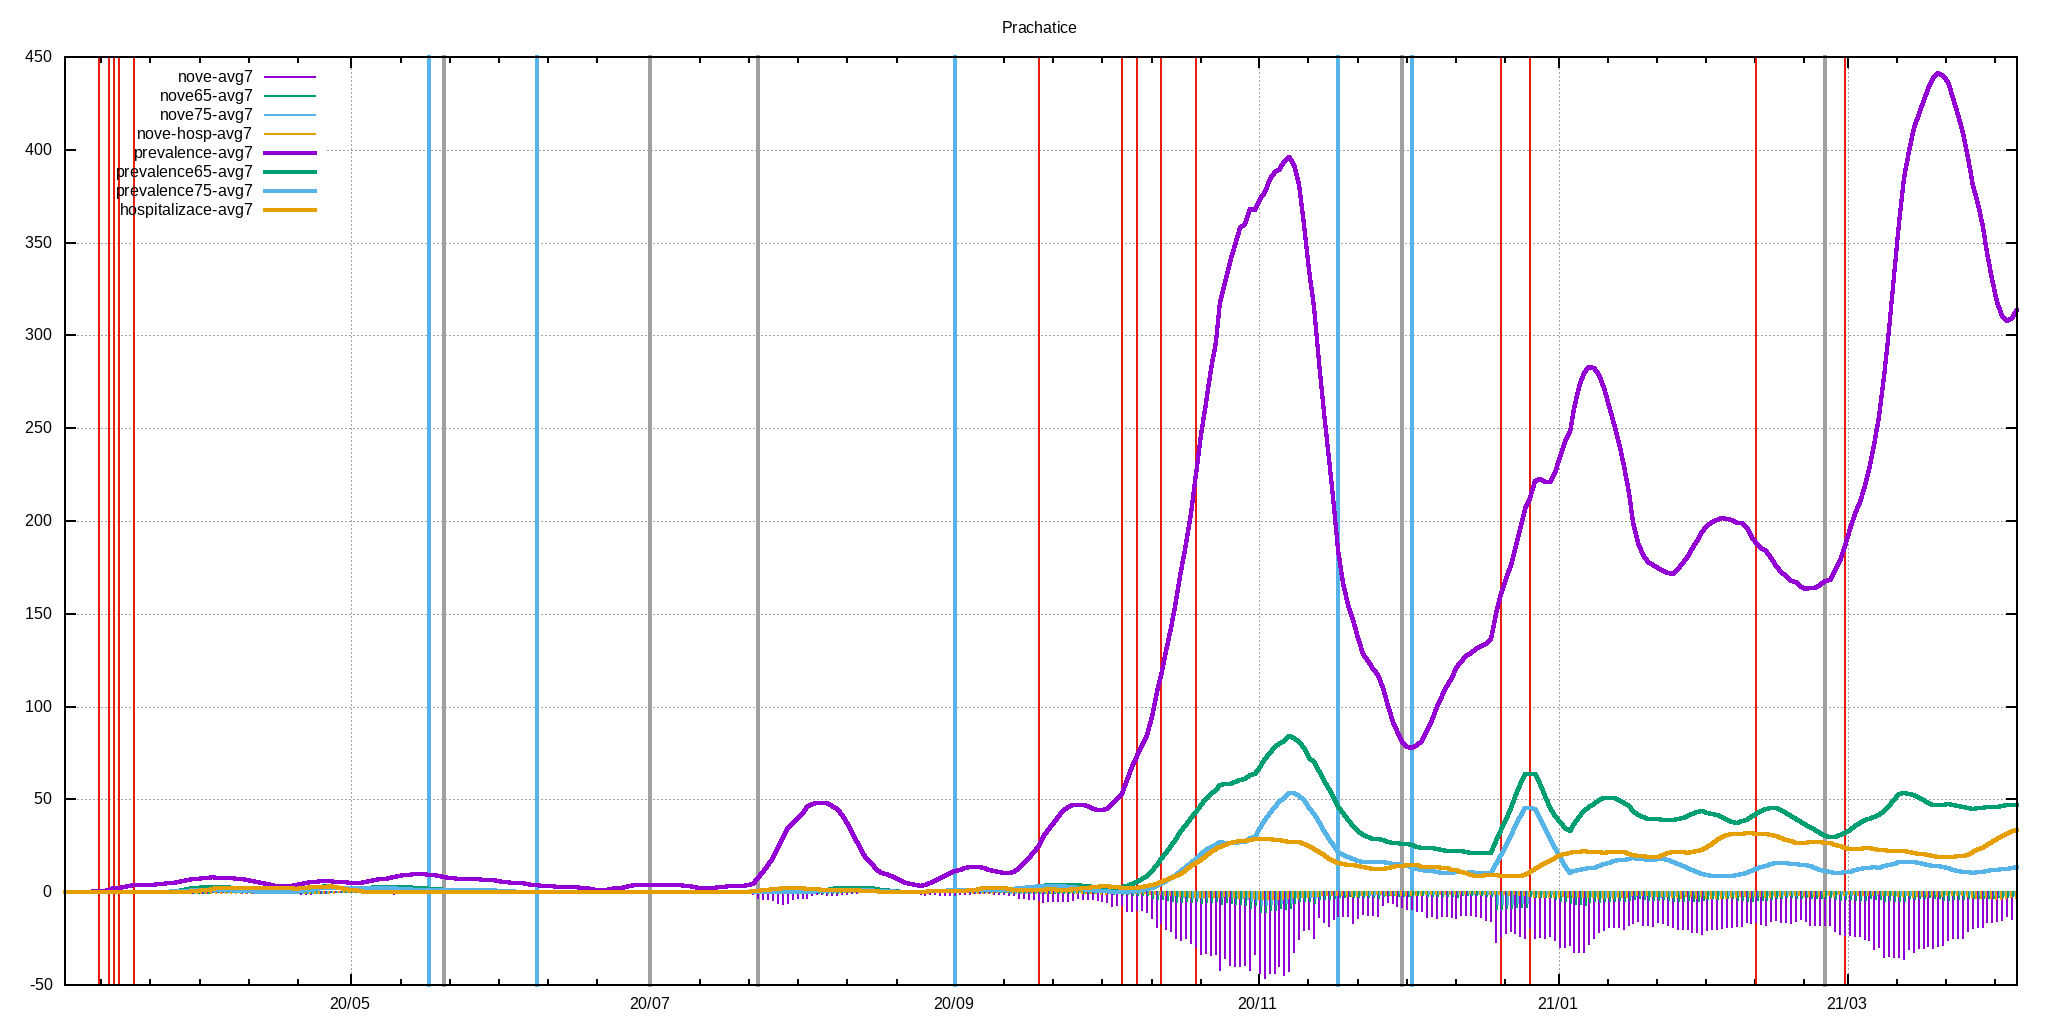 Prachatice
450
400
350
300
250
200
150
100
50
0
-50
nove-avg7
nove65-avg7
nove75-avg7
nove-hosp-avg7
prevalence-avg7
prevalence65-avg7
prevalence75-avg7
hospitalizace-avg7
20/05 20/07 20/09 20/11 21/01 21/03